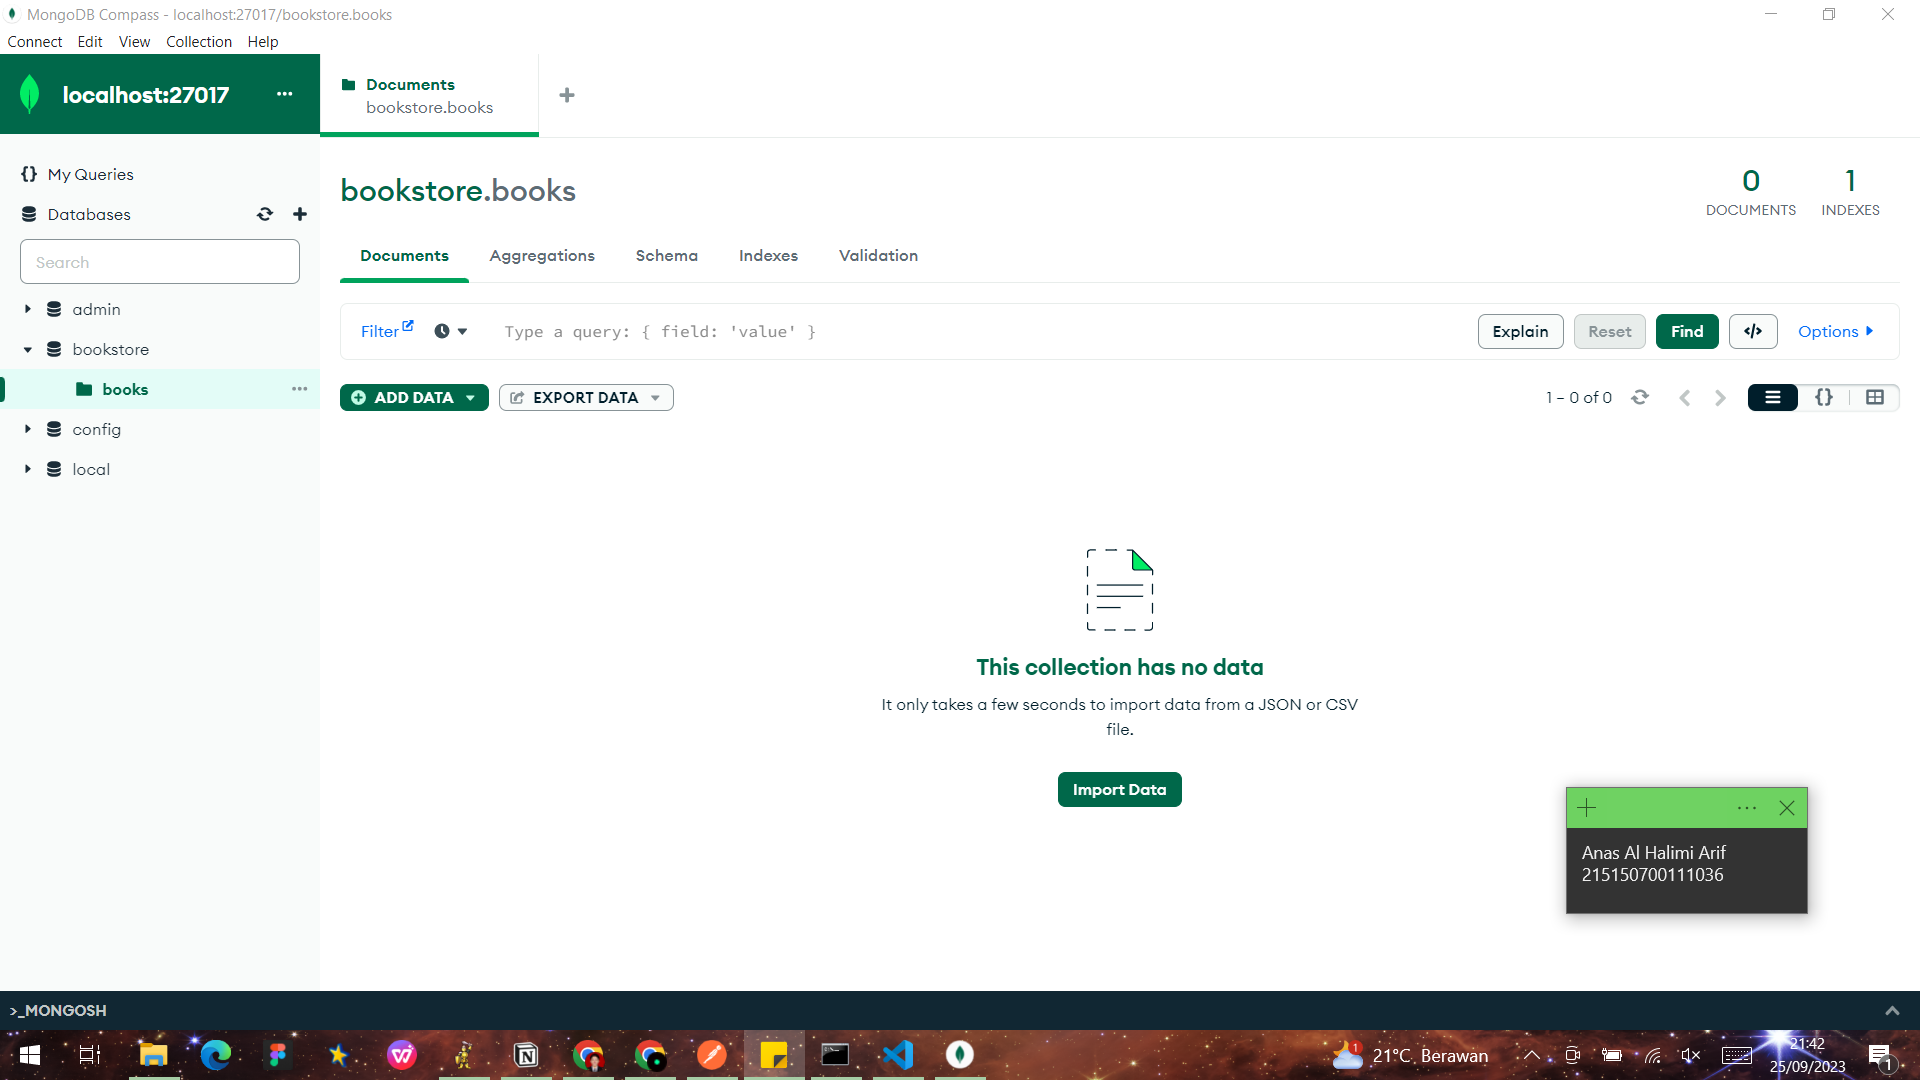 MongoDB Compass - localhost:27017/bookstore.books
Connect Edit View Collection Help
localhost:27017
Documents
bookstore.books
My Queries
Databases
Search
admin
bookstore
books
config
local
bookstore.books
0
DOCUMENTS
1
INDEXES
Documents Aggregations Schema Indexes Validation
Filter
Type a query: { field: 'value' }
Explain
Reset
Find
</>
Options
ADD DATA
EXPORT DATA
1 – 0 of 0
{}
This collection has no data
It only takes a few seconds to import data from a JSON or CSV
file.
Import Data
Anas Al Halimi Arif
215150700111036
>_MONGOSH
1
21°C Berawan
21:42
25/09/2023
1